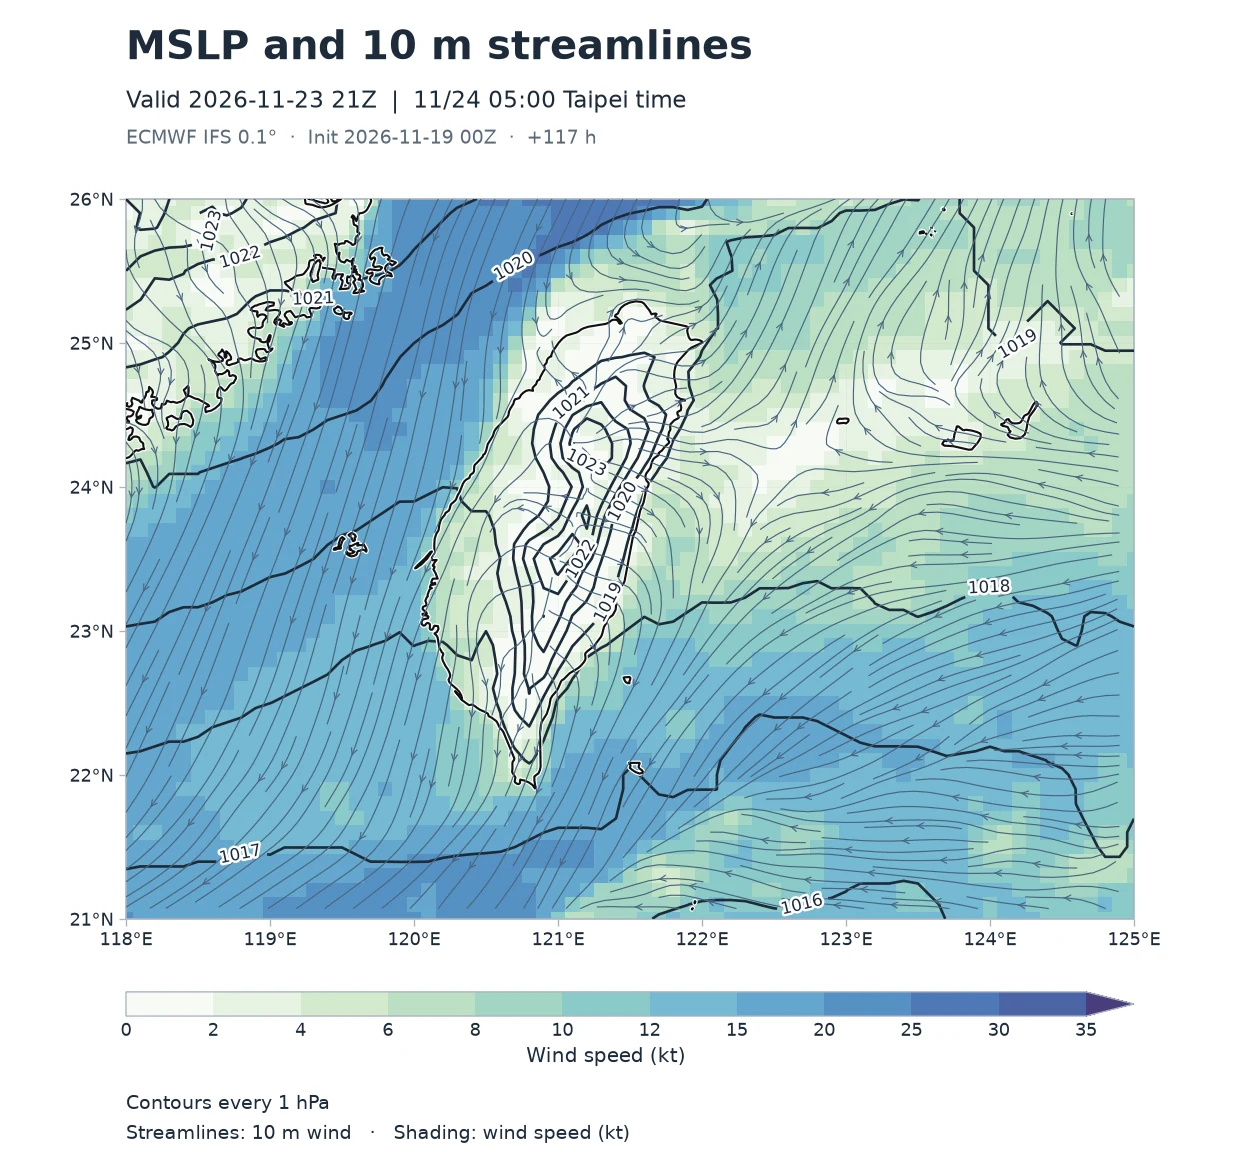 MSLP and 10 m streamlines
Valid 2026-11-23 21Z | 11/24 05:00 Taipei time
ECMWF IFS 0.1° · Init 2026-11-19 00Z · +117 h
26°N
25°N
24°N
23°N
22°N
21°N
1023
1022
1021
1020
1019
1021
1023
1020
1022
1019
1018
1017
1016
118°E 119°E 120°E 121°E 122°E 123°E 124°E 125°E
0 2 4 6 8 10 12 15 20 25 30 35
Wind speed (kt)
Contours every 1 hPa
Streamlines: 10 m wind · Shading: wind speed (kt)